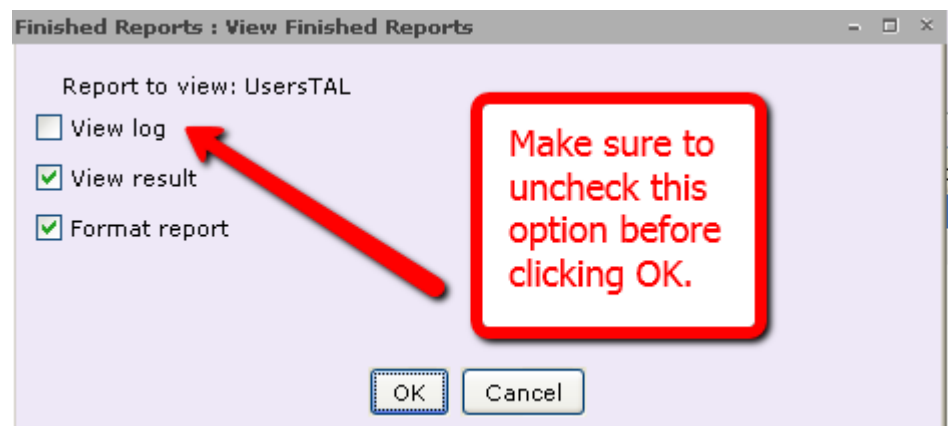 Finished Reports : View Finished Reports
Report to view: UsersTAL
View log
View result
Format report
Make sure to
uncheck this
option before
clicking OK.
OK Cancel